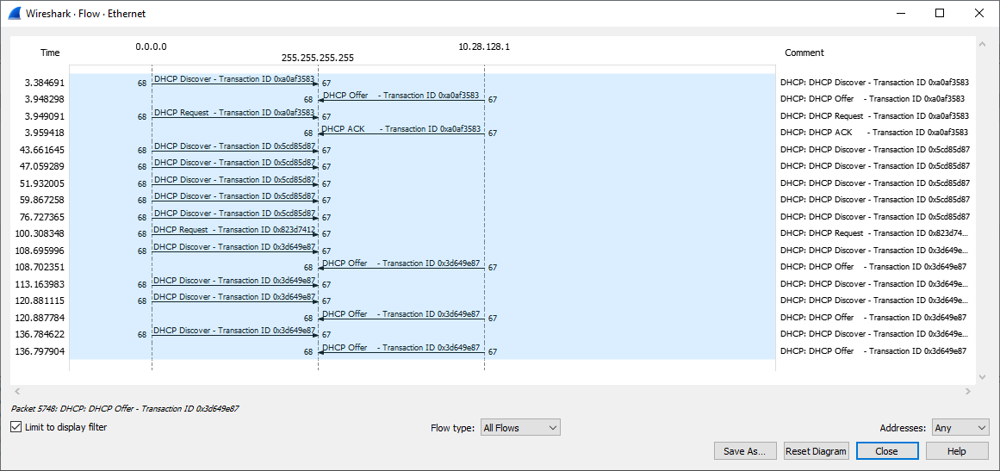 Wireshark · Flow · Ethernet
Time 0.0.0.0 255.255.255.255 10.28.128.1 Comment
3.384691 68 DHCP Discover - Transaction ID 0xa0af3583 67 DHCP: DHCP Discover - Transaction ID 0xa0af3583
3.948298 68 DHCP Offer - Transaction ID 0xa0af3583 67 DHCP: DHCP Offer - Transaction ID 0xa0af3583
3.949091 68 DHCP Request - Transaction ID 0xa0af3583 67 DHCP: DHCP Request - Transaction ID 0xa0af3583
3.959418 68 DHCP ACK - Transaction ID 0xa0af3583 67 DHCP: DHCP ACK - Transaction ID 0xa0af3583
43.661645 68 DHCP Discover - Transaction ID 0x5cd85d87 67 DHCP: DHCP Discover - Transaction ID 0x5cd85d87
47.059289 68 DHCP Discover - Transaction ID 0x5cd85d87 67 DHCP: DHCP Discover - Transaction ID 0x5cd85d87
51.932005 68 DHCP Discover - Transaction ID 0x5cd85d87 67 DHCP: DHCP Discover - Transaction ID 0x5cd85d87
59.867258 68 DHCP Discover - Transaction ID 0x5cd85d87 67 DHCP: DHCP Discover - Transaction ID 0x5cd85d87
76.727365 68 DHCP Discover - Transaction ID 0x5cd85d87 67 DHCP: DHCP Discover - Transaction ID 0x5cd85d87
100.308348 68 DHCP Request - Transaction ID 0x823d7412 67 DHCP: DHCP Request - Transaction ID 0x823d74...
108.695996 68 DHCP Discover - Transaction ID 0x3d649e87 67 DHCP: DHCP Discover - Transaction ID 0x3d649e...
108.702351 68 DHCP Offer - Transaction ID 0x3d649e87 67 DHCP: DHCP Offer - Transaction ID 0x3d649e87
113.163983 68 DHCP Discover - Transaction ID 0x3d649e87 67 DHCP: DHCP Discover - Transaction ID 0x3d649e...
120.881115 68 DHCP Discover - Transaction ID 0x3d649e87 67 DHCP: DHCP Discover - Transaction ID 0x3d649e...
120.887784 68 DHCP Offer - Transaction ID 0x3d649e87 67 DHCP: DHCP Offer - Transaction ID 0x3d649e87
136.784622 68 DHCP Discover - Transaction ID 0x3d649e87 67 DHCP: DHCP Discover - Transaction ID 0x3d649e...
136.797904 68 DHCP Offer - Transaction ID 0x3d649e87 67 DHCP: DHCP Offer - Transaction ID 0x3d649e87
Packet 5748: DHCP: DHCP Offer - Transaction ID 0x3d649e87
Limit to display filter Flow type: All Flows Addresses: Any
Save As... Reset Diagram Close Help